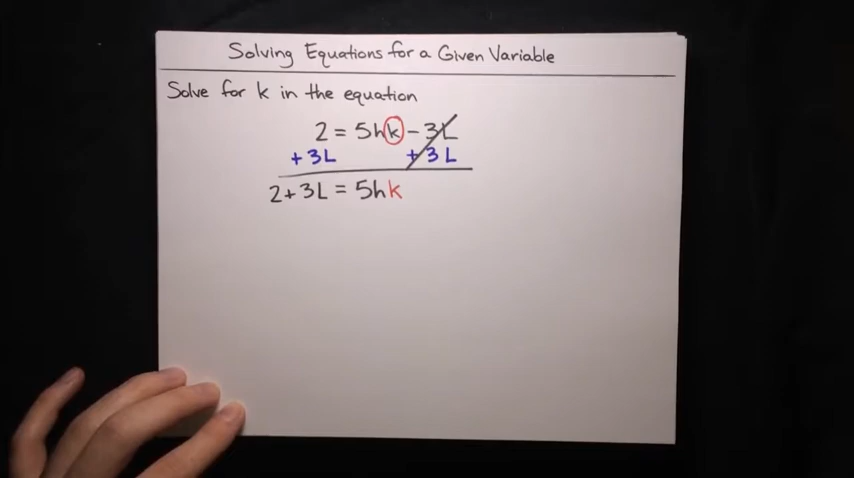 Solving Equations for a Given Variable
Solve for k in the equation
2 = 5hk - 3L
+ 3L + 3L
2 + 3L = 5hk